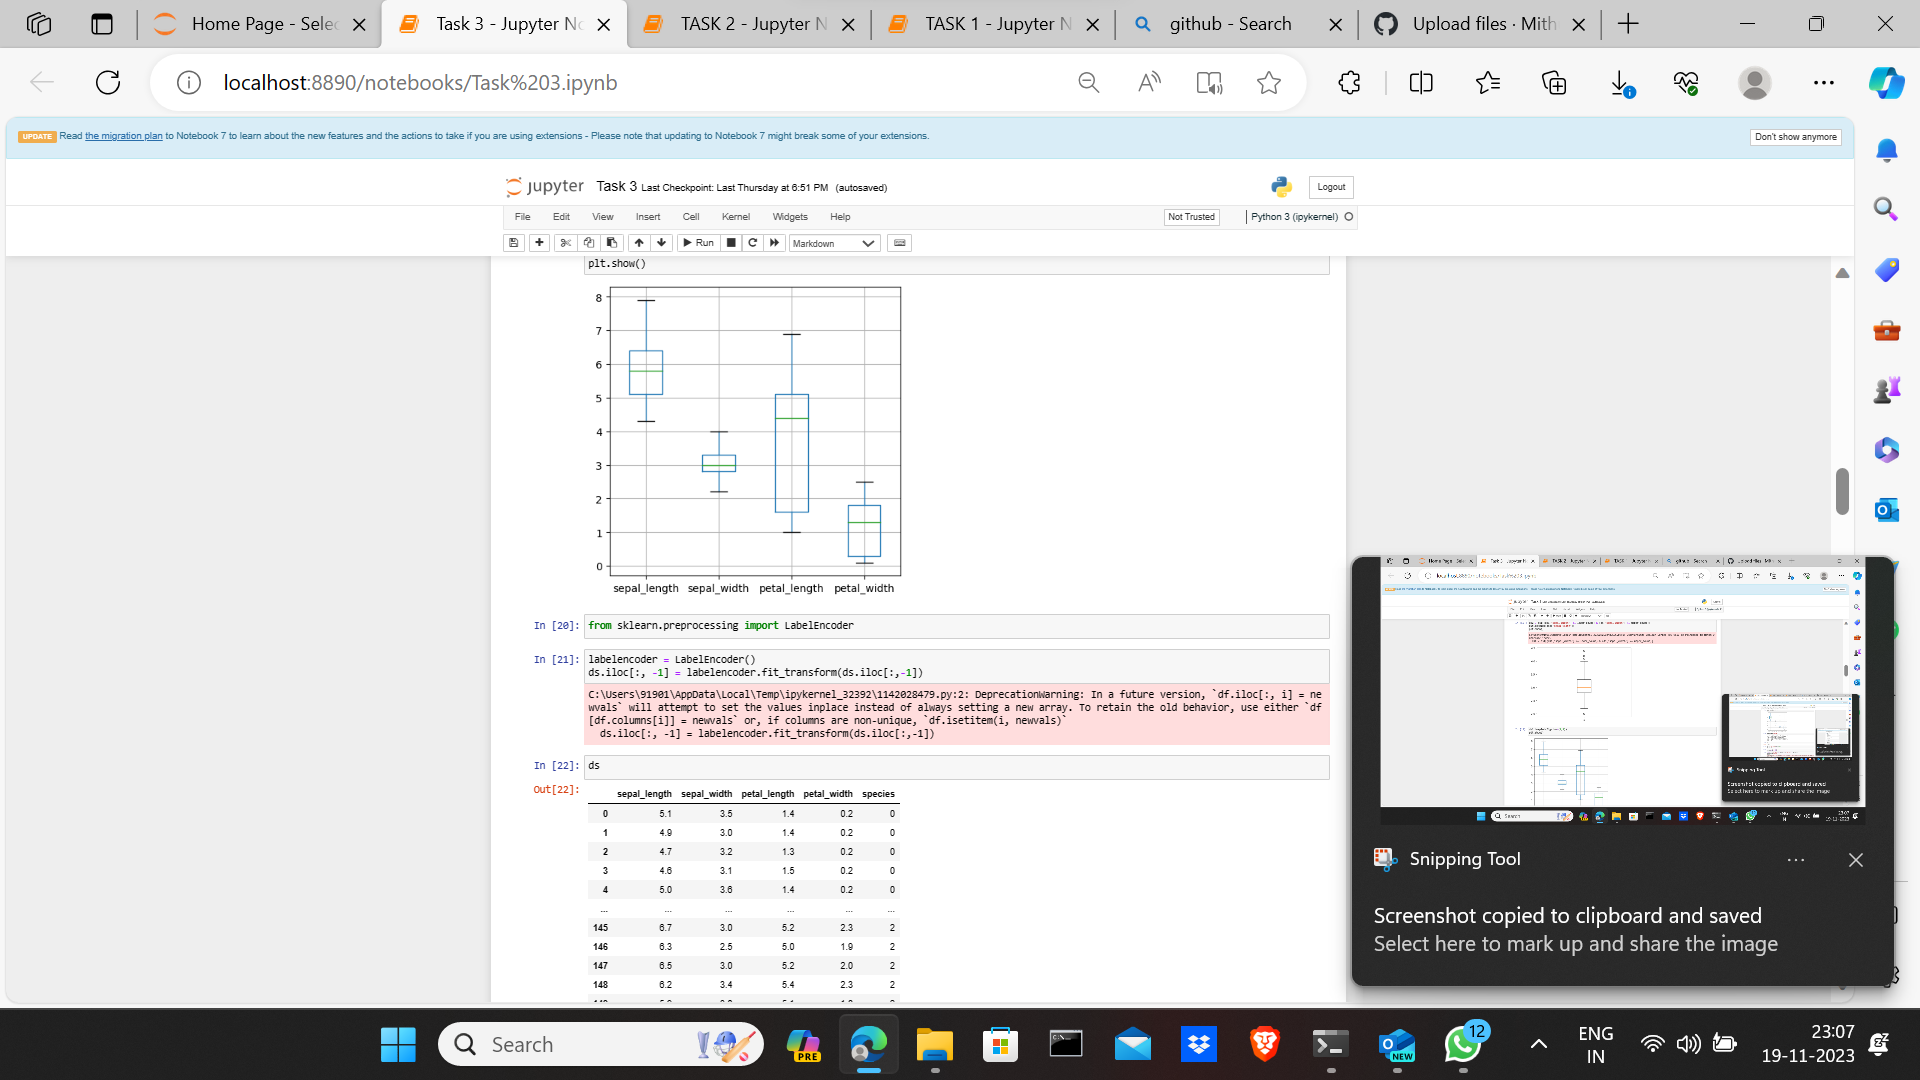 Home Page - Selec
Task 3 - Jupyter No
TASK 2 - Jupyter N
TASK 1 - Jupyter N
github - Search
Upload files · Mith
localhost:8890/notebooks/Task%203.ipynb
UPDATE Read the migration plan to Notebook 7 to learn about the new features and the actions to take if you are using extensions - Please note that updating to Notebook 7 might break some of your extensions.
Don't show anymore
jupyter Task 3 Last Checkpoint: Last Thursday at 6:51 PM (autosaved)
Logout
File Edit View Insert Cell Kernel Widgets Help
Not Trusted
Python 3 (ipykernel)
Run
Markdown
plt.show()
8
7
6
5
4
3
2
1
0
sepal_length sepal_width petal_length petal_width
In [20]: from sklearn.preprocessing import LabelEncoder
In [21]: labelencoder = LabelEncoder()
ds.iloc[:, -1] = labelencoder.fit_transform(ds.iloc[:,-1])
C:\Users\91901\AppData\Local\Temp\ipykernel_32392\1142028479.py:2: DeprecationWarning: In a future version, `df.iloc[:, i] = ne
wvals` will attempt to set the values inplace instead of always setting a new array. To retain the old behavior, use either `df
[df.columns[i]] = newvals` or, if columns are non-unique, `df.isetitem(i, newvals)`
ds.iloc[:, -1] = labelencoder.fit_transform(ds.iloc[:,-1])
In [22]: ds
Out[22]:
sepal_length sepal_width petal_length petal_width species
0 5.1 3.5 1.4 0.2 0
1 4.9 3.0 1.4 0.2 0
2 4.7 3.2 1.3 0.2 0
3 4.6 3.1 1.5 0.2 0
4 5.0 3.6 1.4 0.2 0
... ... ... ... ... ...
145 6.7 3.0 5.2 2.3 2
146 6.3 2.5 5.0 1.9 2
147 6.5 3.0 5.2 2.0 2
148 6.2 3.4 5.4 2.3 2
Snipping Tool
Screenshot copied to clipboard and saved
Select here to mark up and share the image
Search
PRE
NEW
12
ENG
IN
23:07
19-11-2023